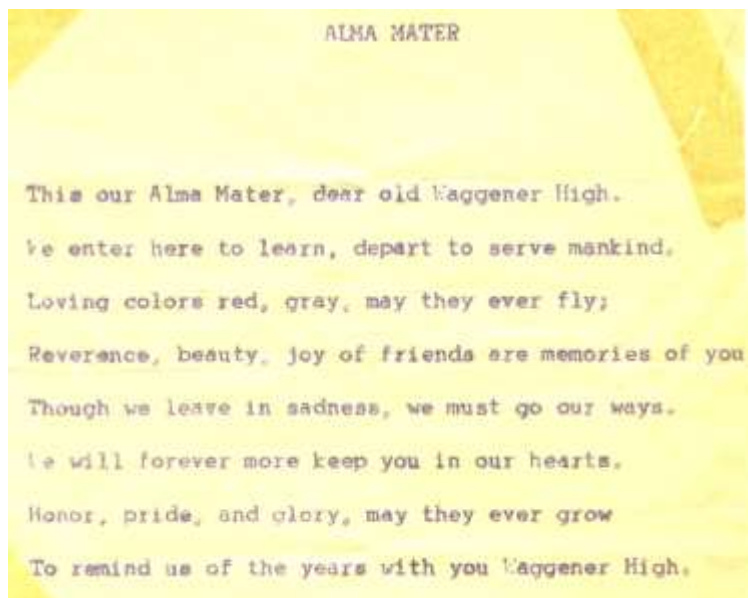 ALMA MATER
This our Alma Mater, dear old Waggener High.
We enter here to learn, depart to serve mankind.
Loving colors red, gray, may they ever fly;
Reverence, beauty, joy of friends are memories of you
Though we leave in sadness, we must go our ways.
We will forever more keep you in our hearts.
Honor, pride, and glory, may they ever grow
To remind us of the years with you Waggener High.